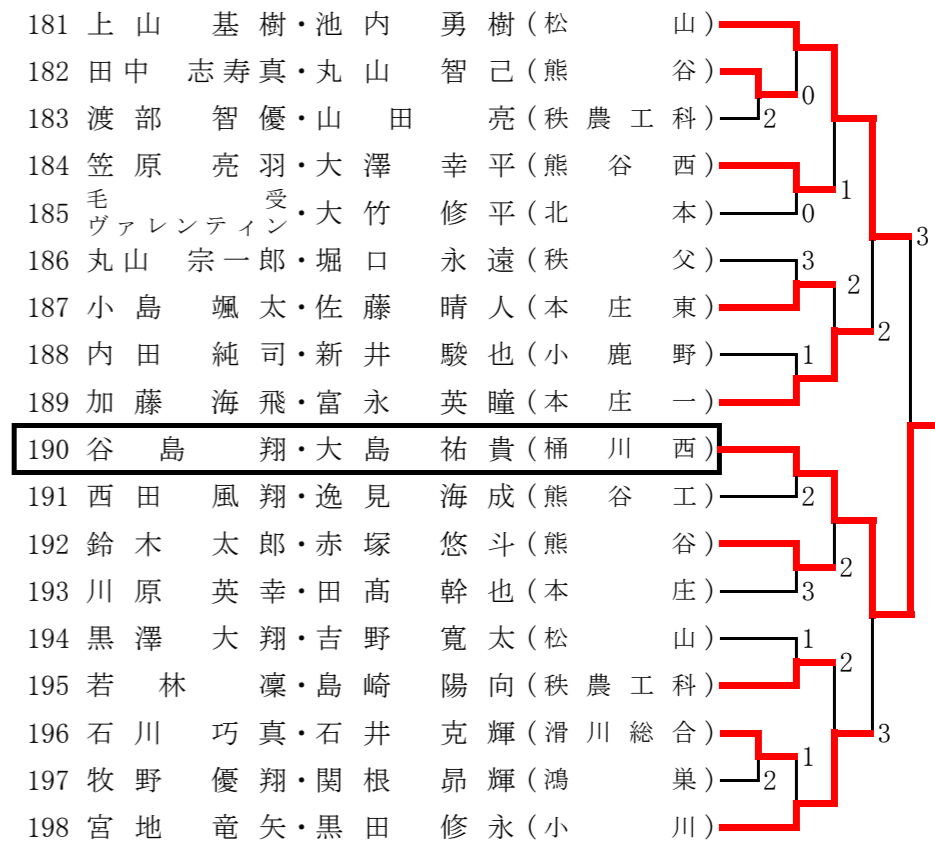 181 上山 基樹・池内 勇樹(松山)
182 田中 志寿真・丸山 智己(熊谷)
0
183 渡部 智優・山田 亮(秩農工科)
2
184 笠原 亮羽・大澤 幸平(熊谷西)
1
185 毛受 ヴァレンティン・大竹 修平(北本)
0
3
186 丸山 宗一郎・堀口 永遠(秩父)
3
2
187 小島 颯太・佐藤 晴人(本庄東)
2
188 内田 純司・新井 駿也(小鹿野)
1
189 加藤 海飛・富永 英瞳(本庄一)
190 谷島 翔・大島 祐貴(桶川西)
191 西田 風翔・逸見 海成(熊谷工)
2
192 鈴木 太郎・赤塚 悠斗(熊谷)
2
193 川原 英幸・田髙 幹也(本庄)
3
194 黒澤 大翔・吉野 寛太(松山)
1
2
195 若林 凜・島崎 陽向(秩農工科)
196 石川 巧真・石井 克輝(滑川総合)
3
1
197 牧野 優翔・関根 昴輝(鴻巣)
2
198 宮地 竜矢・黒田 修永(小川)